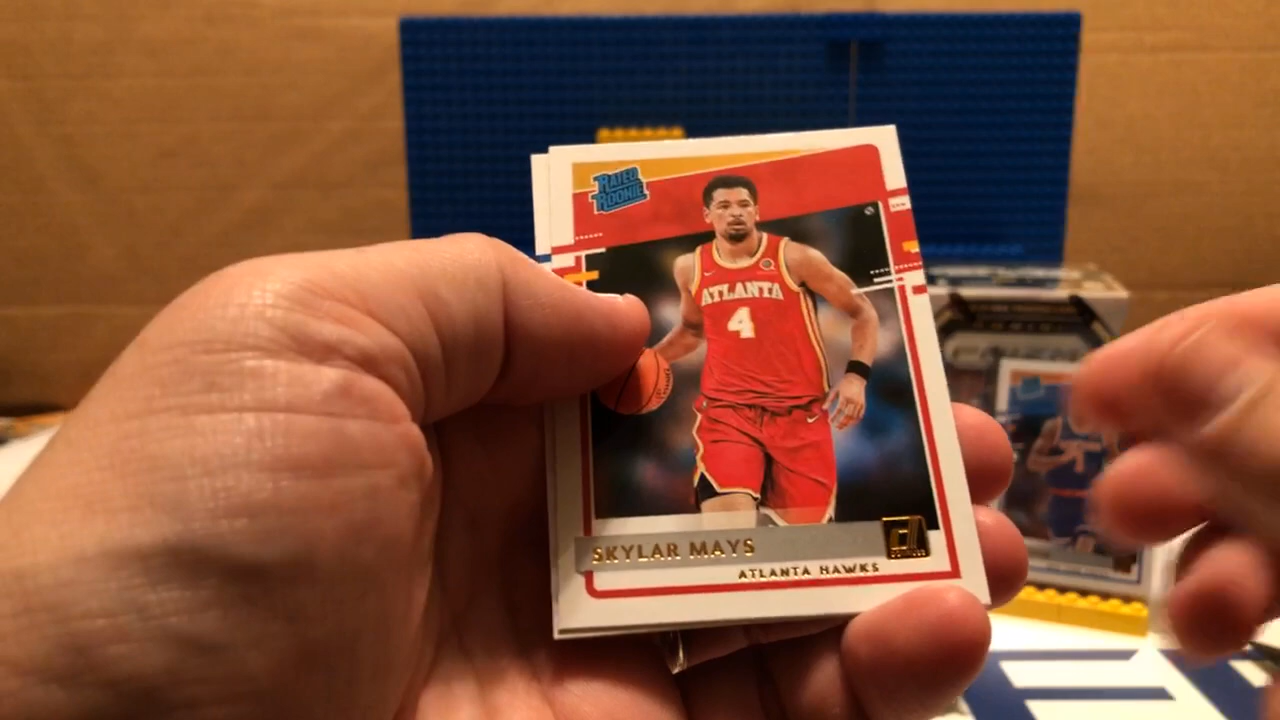 RATED
ROOKIE
ATLANTA
4
SKYLAR MAYS
ATLANTA HAWKS